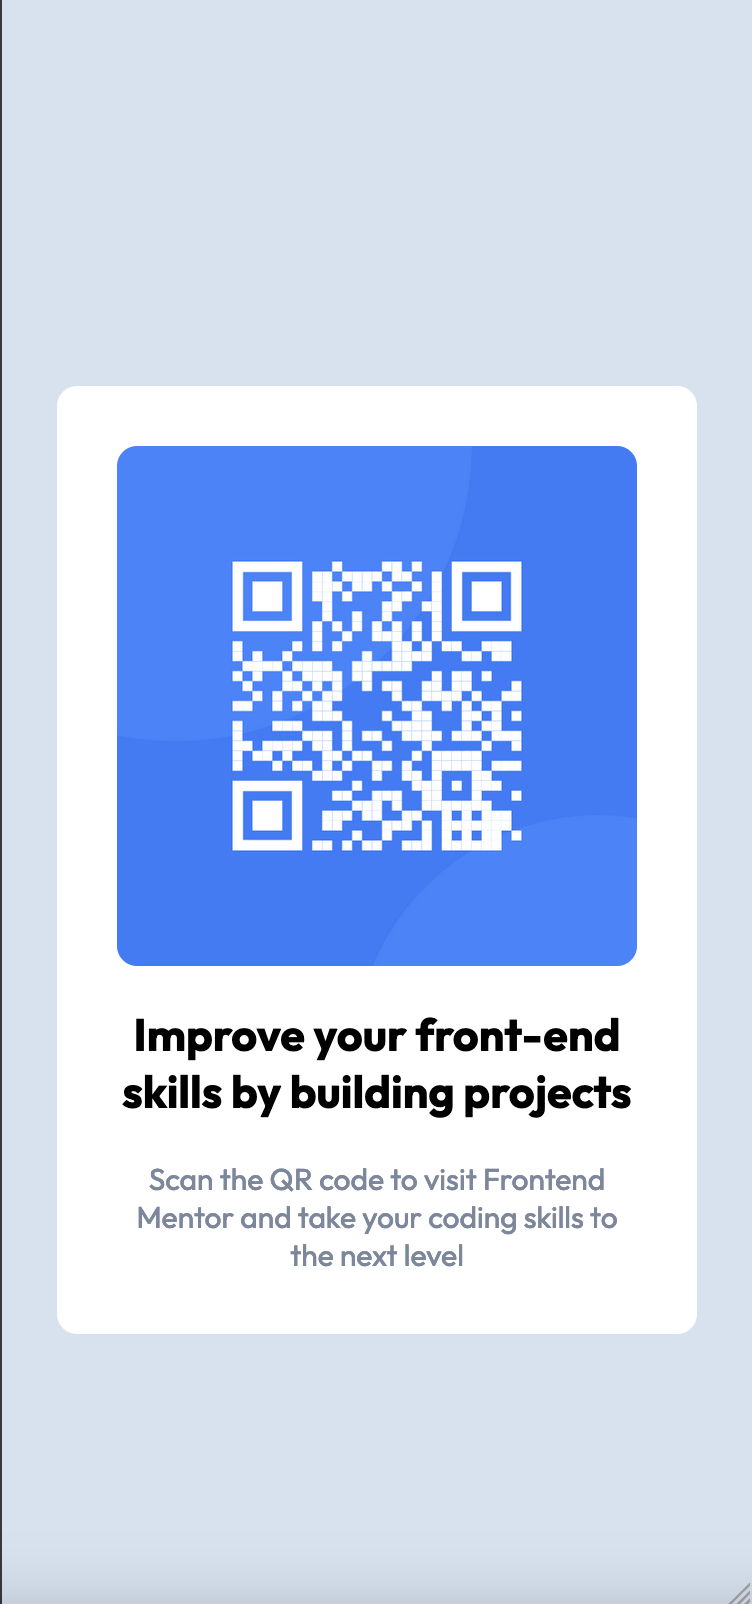 Improve your front-end
skills by building projects
Scan the QR code to visit Frontend
Mentor and take your coding skills to
the next level